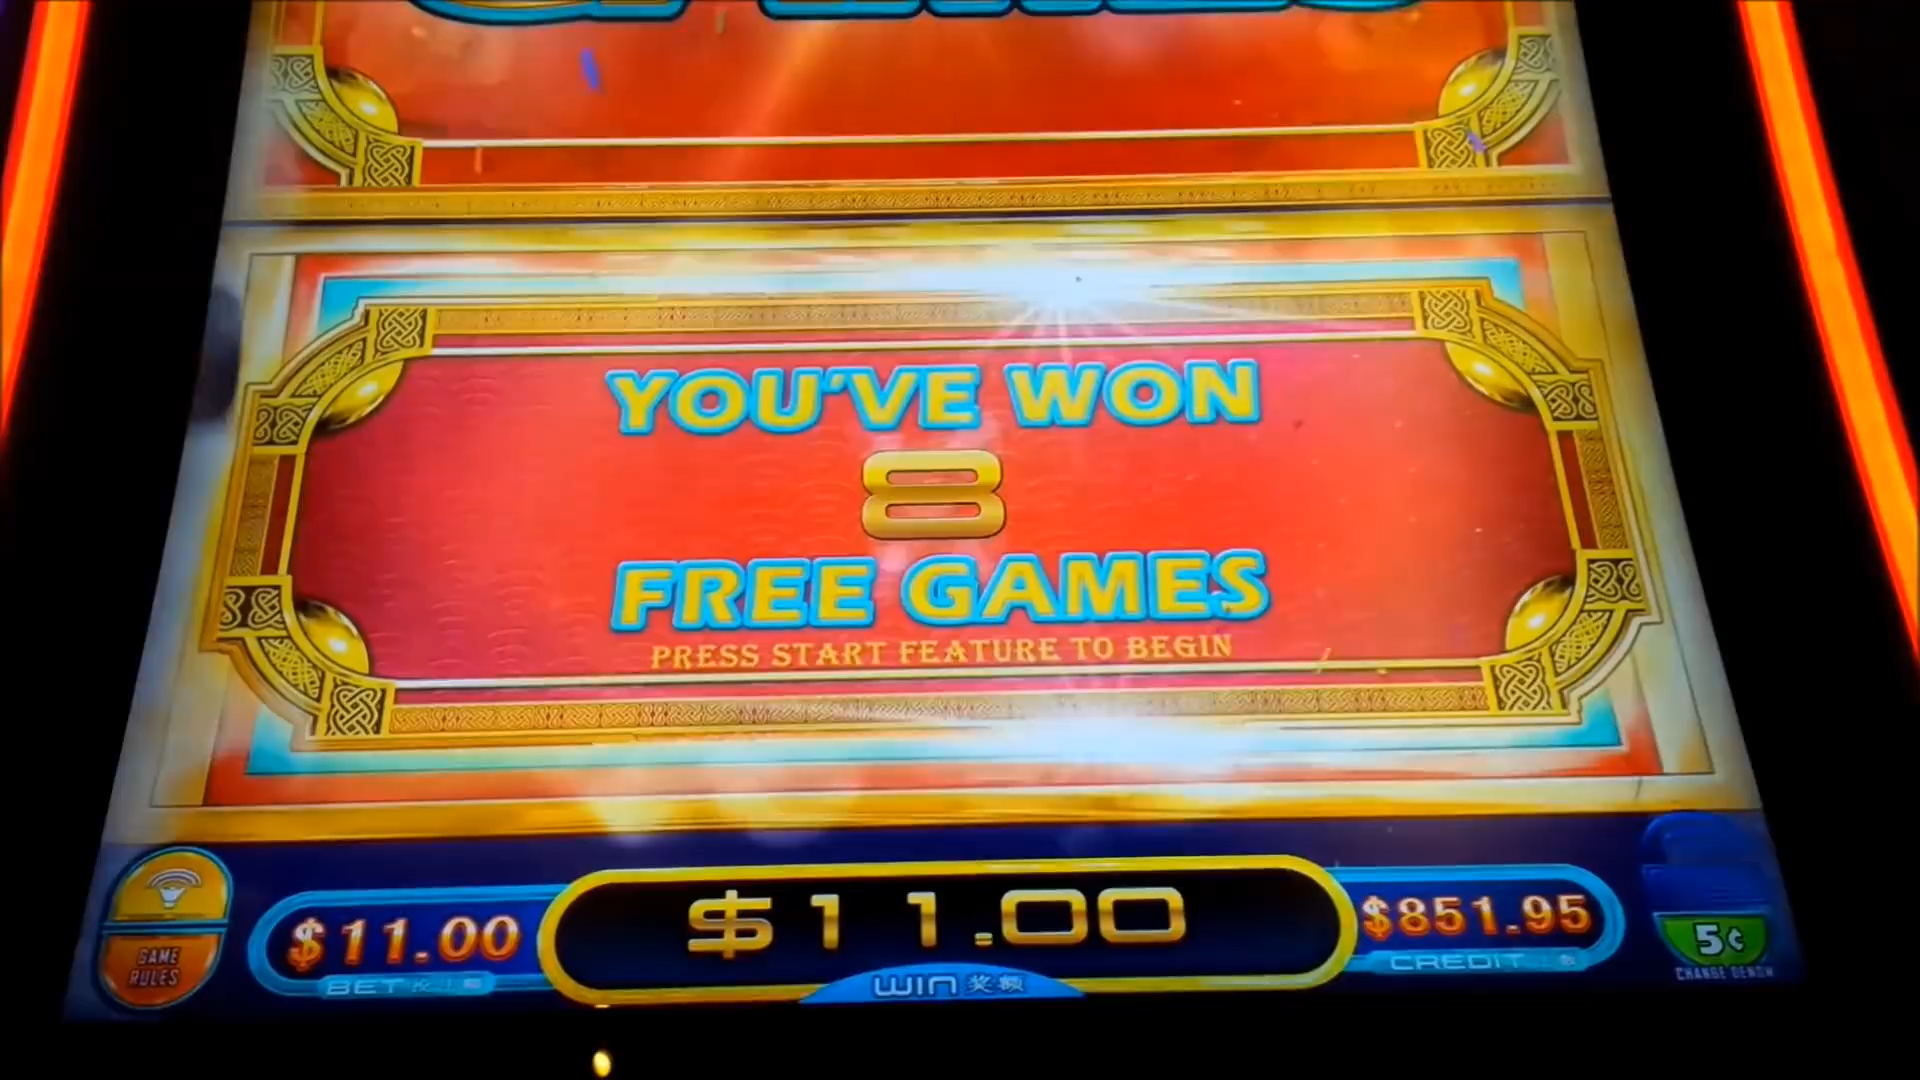 YOU'VE WON
8
FREE GAMES
PRESS START FEATURE TO BEGIN
GAME
RULES
$11.00
BET
$11.00
WIN 奖额
$851.95
CREDIT
5¢
CHANGE DENOM